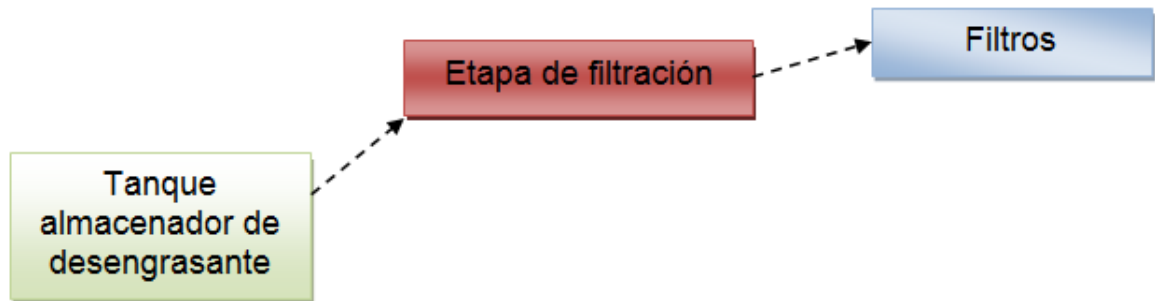 Filtros
Etapa de filtración
Tanque
almacenador de
desengrasante